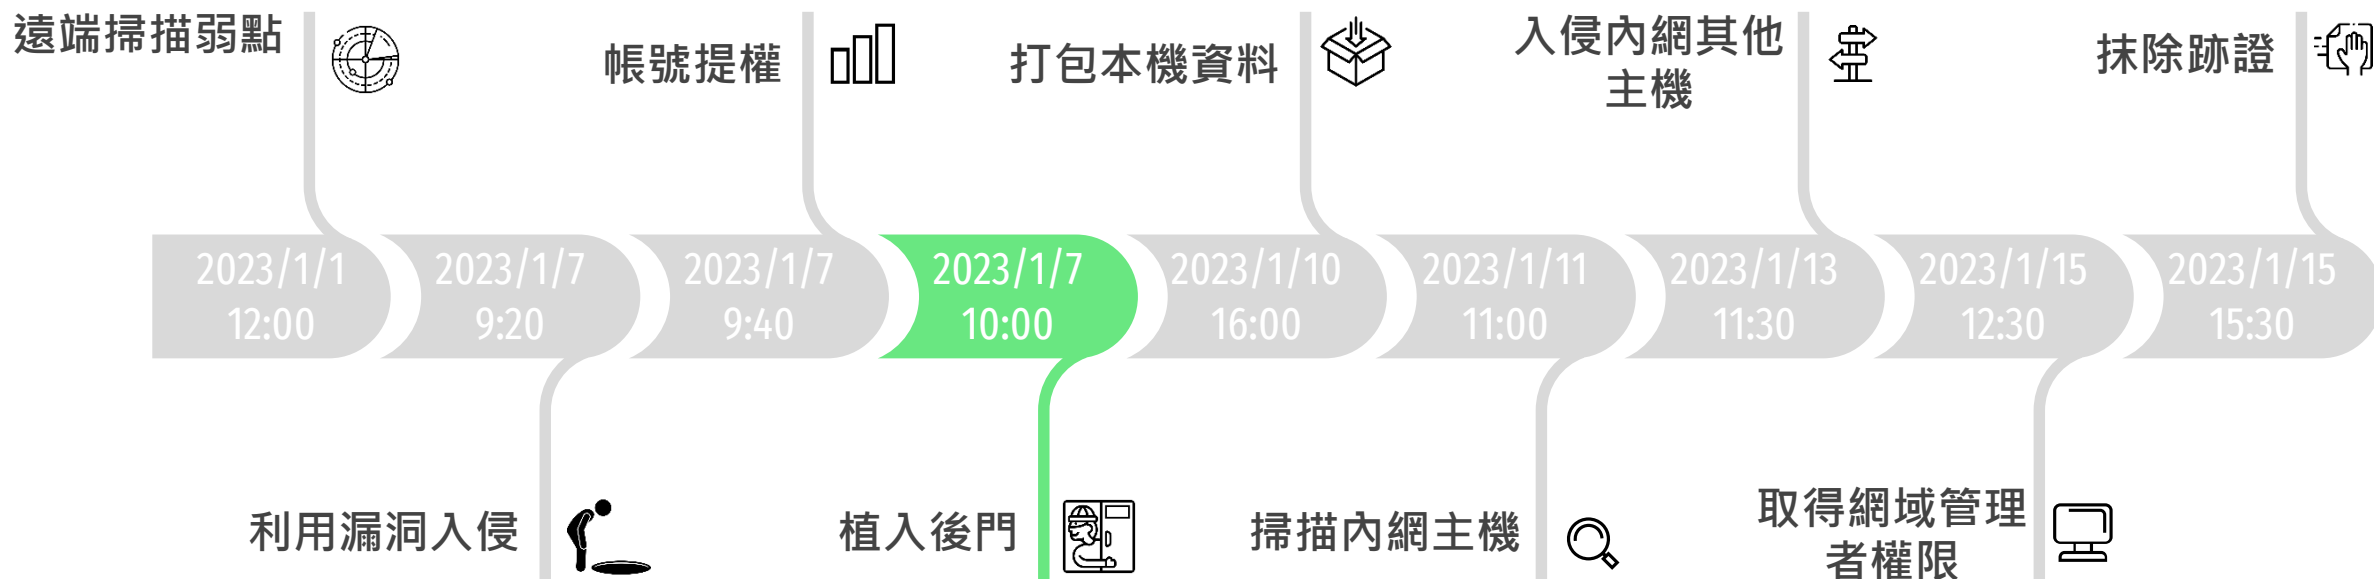 遠端掃描弱點
帳號提權
打包本機資料
入侵內網其他
主機
抹除跡證
2023/1/1
12:00
2023/1/7
9:20
2023/1/7
9:40
2023/1/7
10:00
2023/1/10
16:00
2023/1/11
11:00
2023/1/13
11:30
2023/1/15
12:30
2023/1/15
15:30
利用漏洞入侵
植入後門
掃描內網主機
取得網域管理
者權限